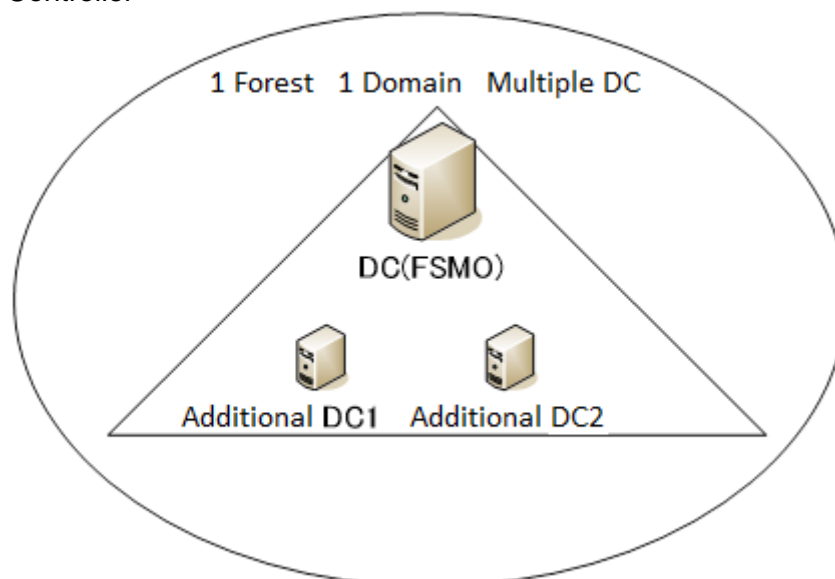 1 Forest 1 Domain Multiple DC
DC(FSMO)
Additional DC1 Additional DC2